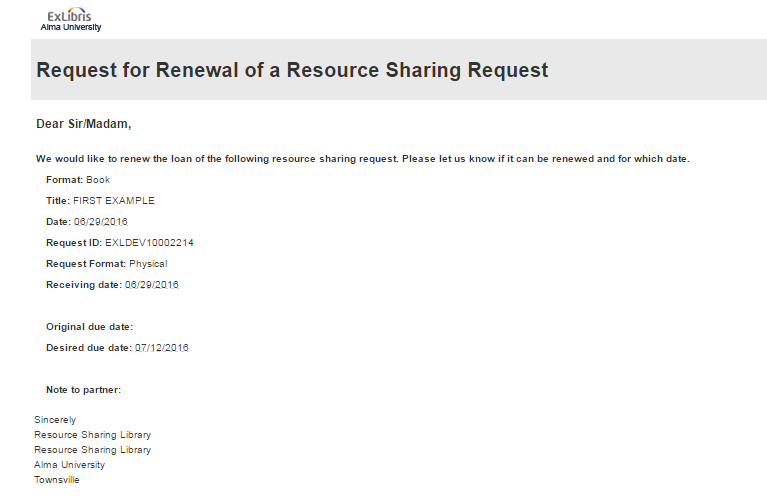 ExLibris
Alma University
Request for Renewal of a Resource Sharing Request
Dear Sir/Madam,
We would like to renew the loan of the following resource sharing request. Please let us know if it can be renewed and for which date.
Format: Book
Title: FIRST EXAMPLE
Date: 06/29/2016
Request ID: EXLDEV10002214
Request Format: Physical
Receiving date: 06/29/2016
Original due date:
Desired due date: 07/12/2016
Note to partner:
Sincerely
Resource Sharing Library
Resource Sharing Library
Alma University
Townsville